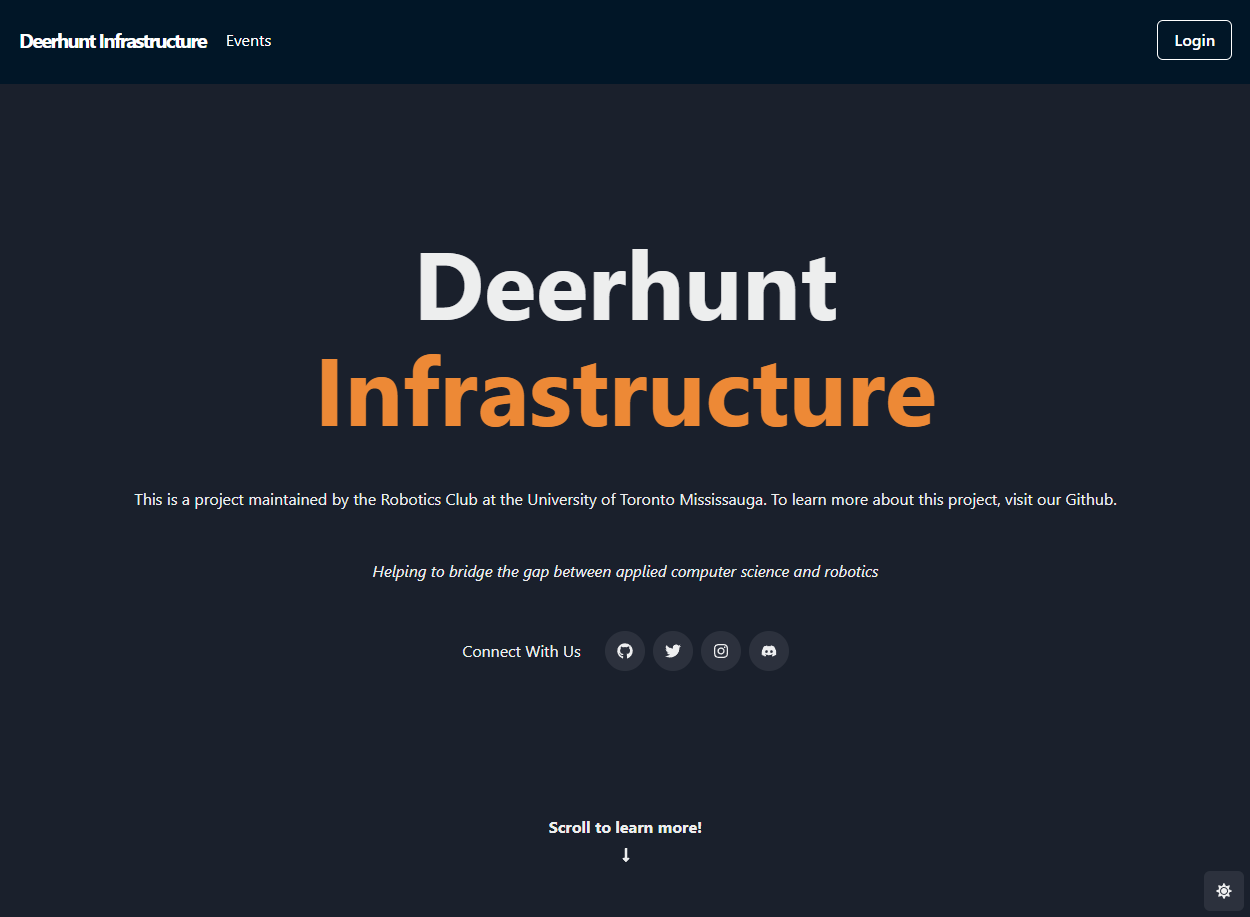 Deerhunt Infrastructure Events Login
Deerhunt
Infrastructure
This is a project maintained by the Robotics Club at the University of Toronto Mississauga. To learn more about this project, visit our Github.
Helping to bridge the gap between applied computer science and robotics
Connect With Us
Scroll to learn more!